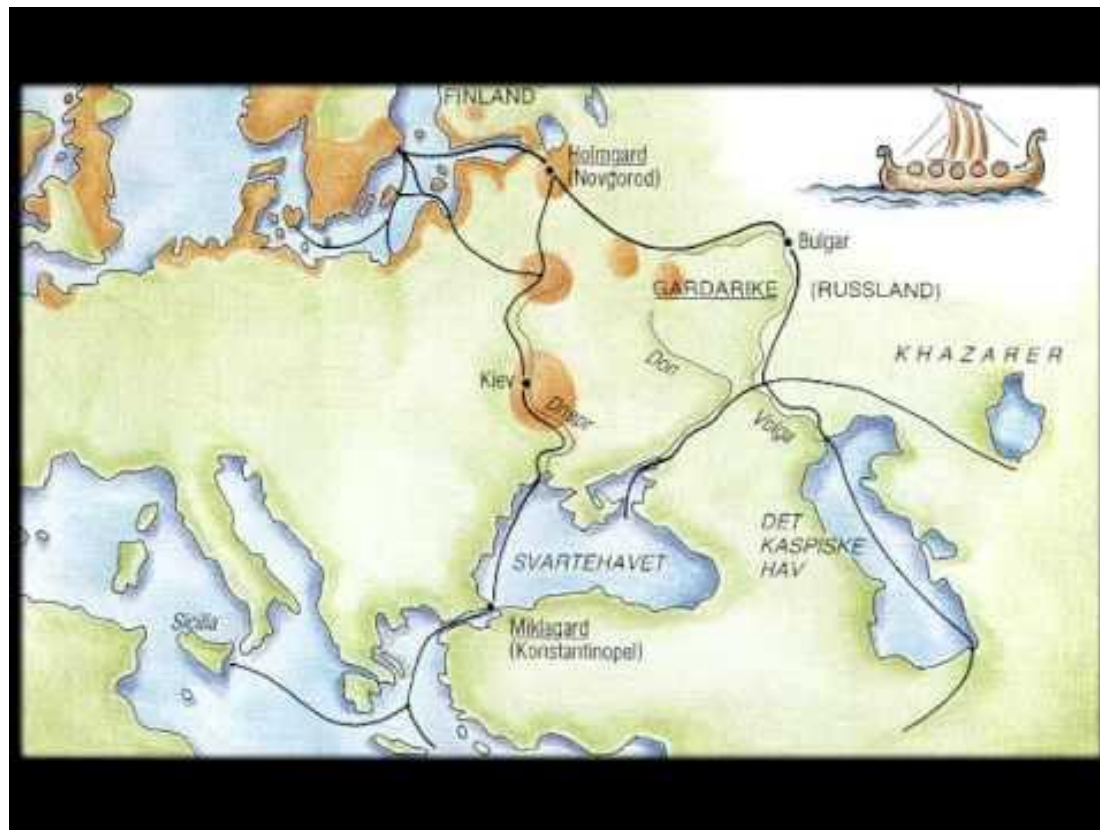 FINLAND
Holmgard
(Novgorod)
Bulgar
GARDARIKE (RUSSLAND)
KHAZARER
Don
Kiev
Dnepr
Volga
DET
KASPISKE
HAV
SVARTEHAVET
Sicilia
Miklagard
(Konstantinopel)